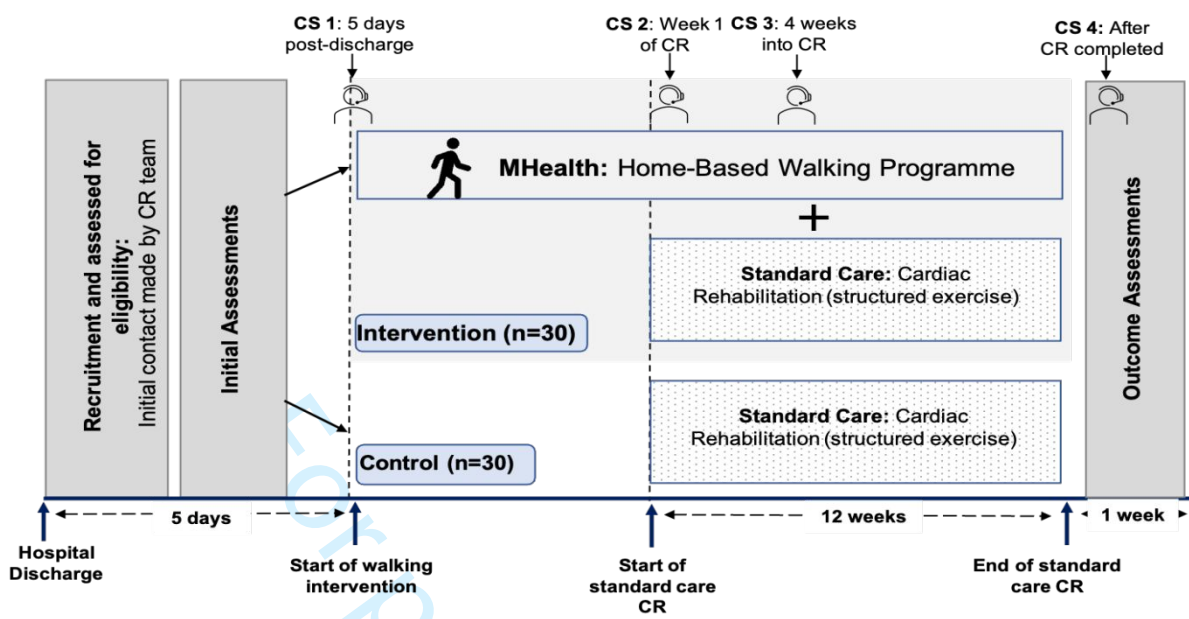 CS 1: 5 days
post-discharge
CS 2: Week 1
of CR
CS 3: 4 weeks
into CR
CS 4: After
CR completed
Recruitment and assessed for
eligibility:
Initial contact made by CR team
Initial Assessments
MHealth: Home-Based Walking Programme
+
Standard Care: Cardiac
Rehabilitation (structured exercise)
Intervention (n=30)
Standard Care: Cardiac
Rehabilitation (structured exercise)
Control (n=30)
Outcome Assessments
5 days
12 weeks
1 week
Hospital
Discharge
Start of walking
intervention
Start of
standard care
CR
End of standard
care CR
For p